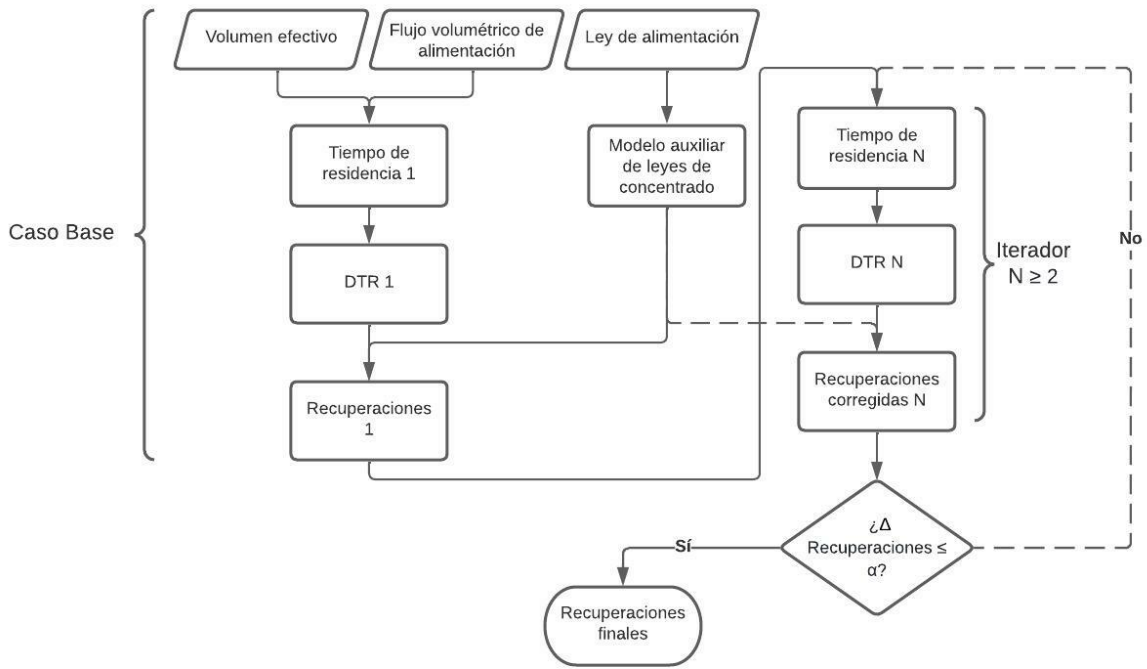 Volumen efectivo
Flujo volumétrico de
alimentación
Ley de alimentación
Tiempo de
residencia 1
Modelo auxiliar
de leyes de
concentrado
Tiempo de
residencia N
Caso Base
DTR 1
DTR N
Iterador
N ≥ 2
No
Recuperaciones
1
Recuperaciones
corregidas N
¿Δ
Recuperaciones ≤
α?
Sí
Recuperaciones
finales